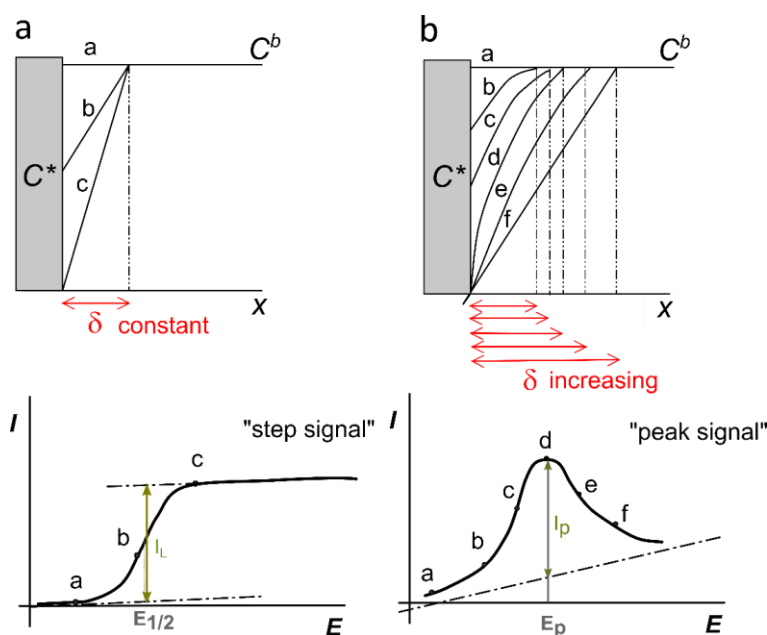 a
a
C^b
b
C*
c
x
δ constant
b
a
C^b
b
c
C*
d
e
f
x
δ increasing
I
"step signal"
c
b
I_L
a
E_1/2
E
I
"peak signal"
d
c
e
I_p
f
b
a
E_p
E